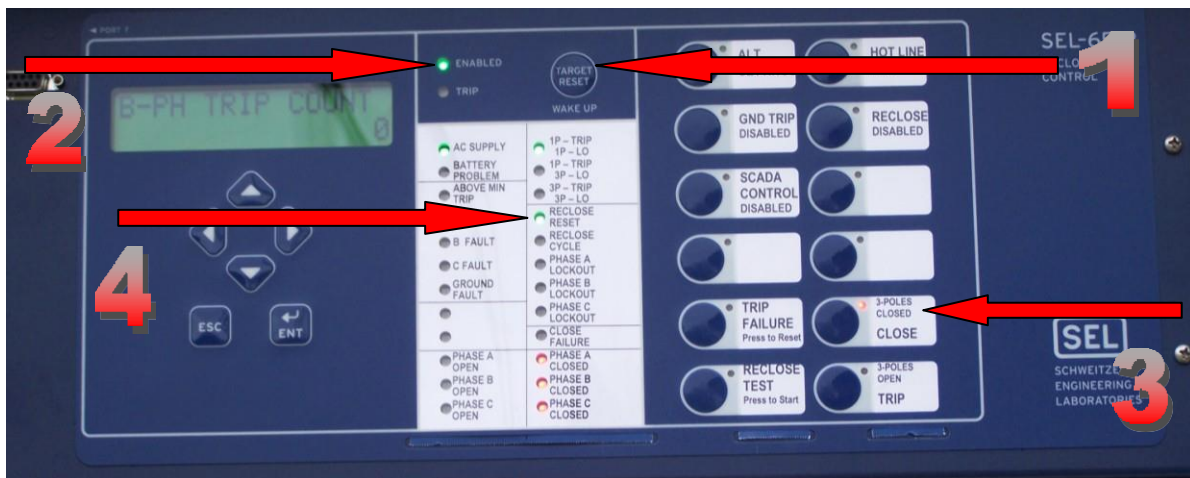 ◄ PORT F
B-PH TRIP COUNT
0
ESC
ENT
ENABLED
TRIP
TARGET
RESET
WAKE UP
AC SUPPLY
BATTERY
PROBLEM
ABOVE MIN
TRIP
B FAULT
C FAULT
GROUND
FAULT
PHASE A
OPEN
PHASE B
OPEN
PHASE C
OPEN
1P – TRIP
1P – LO
1P – TRIP
3P – LO
3P – TRIP
3P – LO
RECLOSE
RESET
RECLOSE
CYCLE
PHASE A
LOCKOUT
PHASE B
LOCKOUT
PHASE C
LOCKOUT
CLOSE
FAILURE
PHASE A
CLOSED
PHASE B
CLOSED
PHASE C
CLOSED
ALT
HOT LINE
GND TRIP
DISABLED
RECLOSE
DISABLED
SCADA
CONTROL
DISABLED
TRIP
FAILURE
Press to Reset
3-POLES
CLOSED
CLOSE
RECLOSE
TEST
Press to Start
3-POLES
OPEN
TRIP
CONTROL
SEL
SCHWEITZER
ENGINEERING
LABORATORIES
1
2
3
4